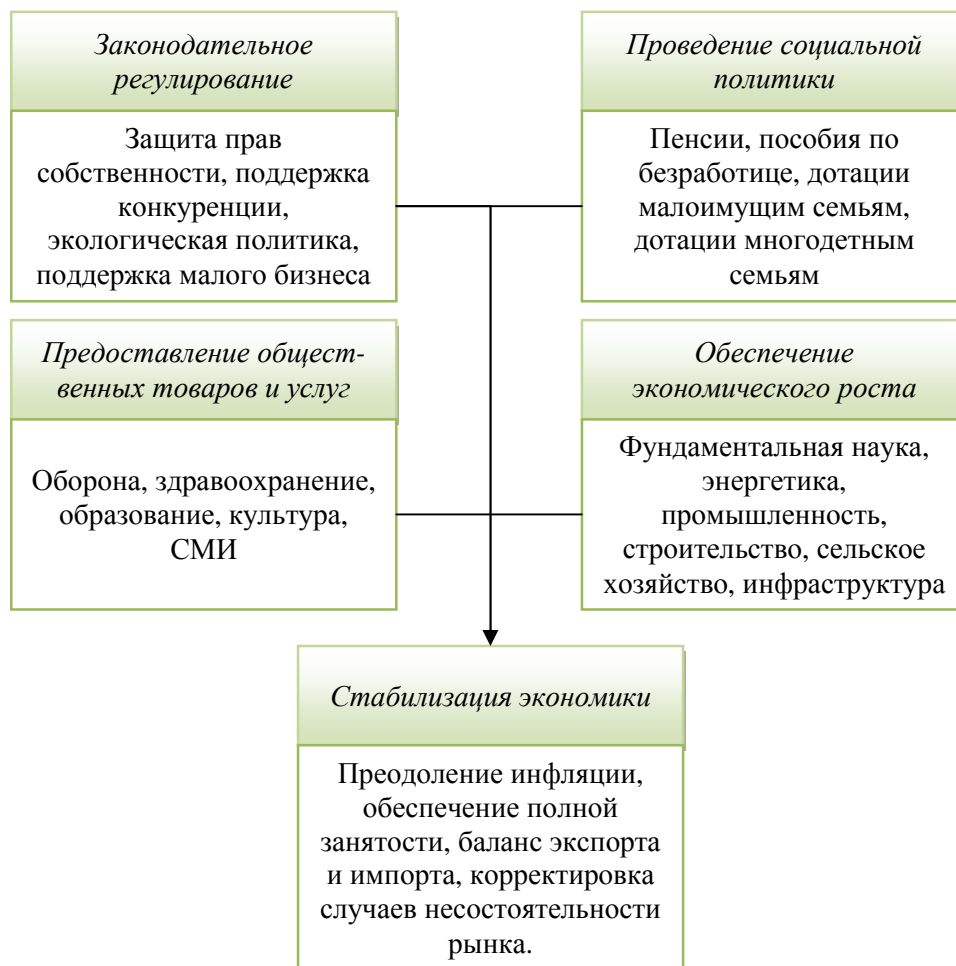 Законодательное
регулирование
Защита прав
собственности, поддержка
конкуренции,
экологическая политика,
поддержка малого бизнеса
Проведение социальной
политики
Пенсии, пособия по
безработице, дотации
малоимущим семьям,
дотации многодетным
семьям
Предоставление общест-
венных товаров и услуг
Оборона, здравоохранение,
образование, культура,
СМИ
Обеспечение
экономического роста
Фундаментальная наука,
энергетика,
промышленность,
строительство, сельское
хозяйство, инфраструктура
Стабилизация экономики
Преодоление инфляции,
обеспечение полной
занятости, баланс экспорта
и импорта, корректировка
случаев несостоятельности
рынка.